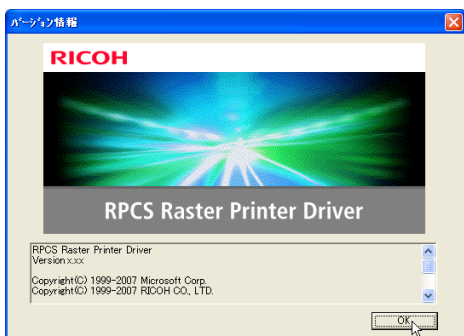 バージョン情報
RICOH
RPCS Raster Printer Driver
RPCS Raster Printer Driver
Version x.xx
Copyright(C) 1999-2007 Microsoft Corp.
Copyright(C) 1999-2007 RICOH CO., LTD.
OK